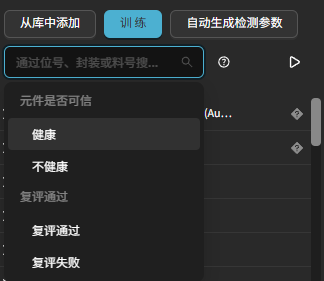 从库中添加
训 练
自动生成检测参数
通过位号、封装或料号搜...
元件是否可信
(Au...
健康
不健康
复评通过
复评通过
复评失败